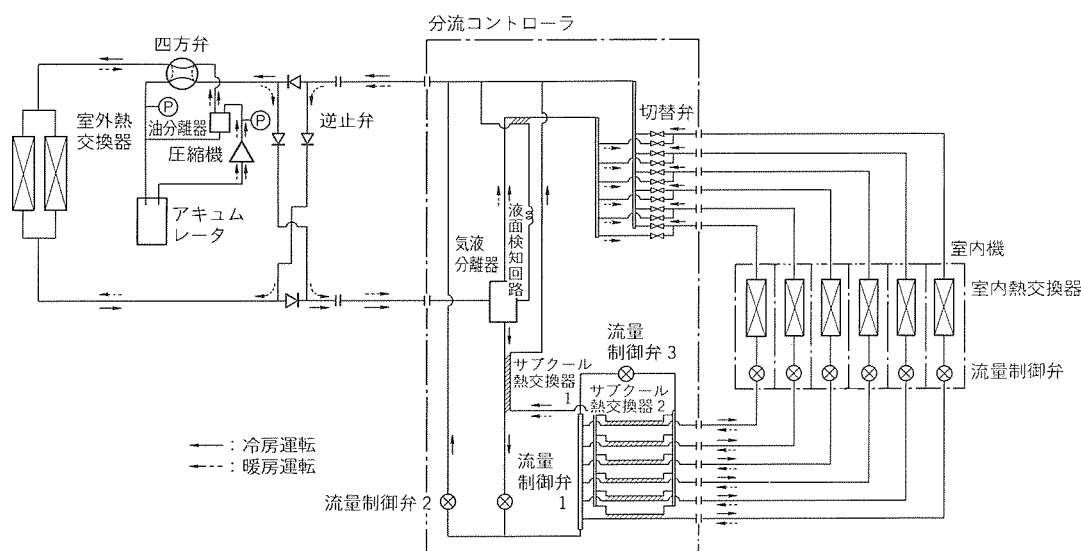 分流コントローラ
四方弁
P
室外熱
交換器
油分離器
P
圧縮機
逆止弁
アキュム
レータ
切替弁
気液
分離器
液面検知回路
室内機
室内熱交換器
流量
制御弁3
サブクール
熱交換器
1
サブクール
熱交換器2
流量制御弁
:冷房運転
:暖房運転
流量
制御弁
1
流量制御弁2